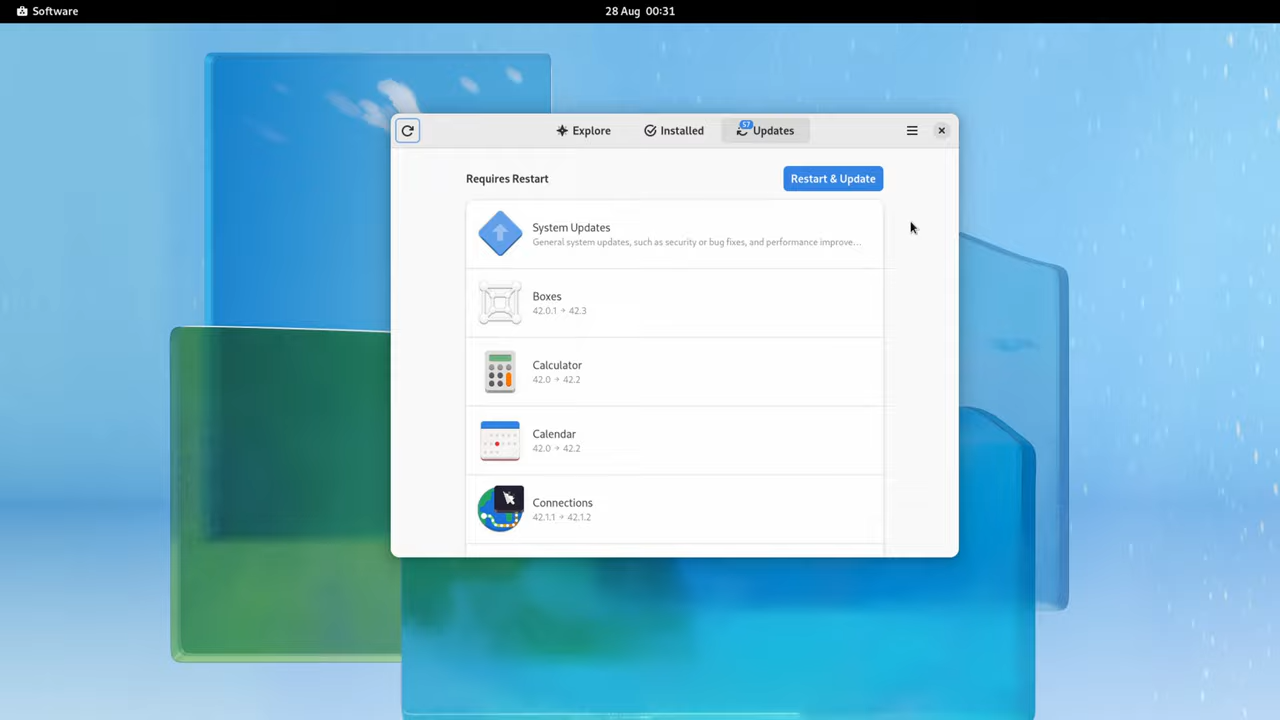 Software
28 Aug 00:31
Explore
Installed
57
Updates
Requires Restart
Restart & Update
System Updates
General system updates, such as security or bug fixes, and performance improve…
Boxes
42.0.1 → 42.3
Calculator
42.0 → 42.2
Calendar
42.0 → 42.2
Connections
42.1.1 → 42.1.2